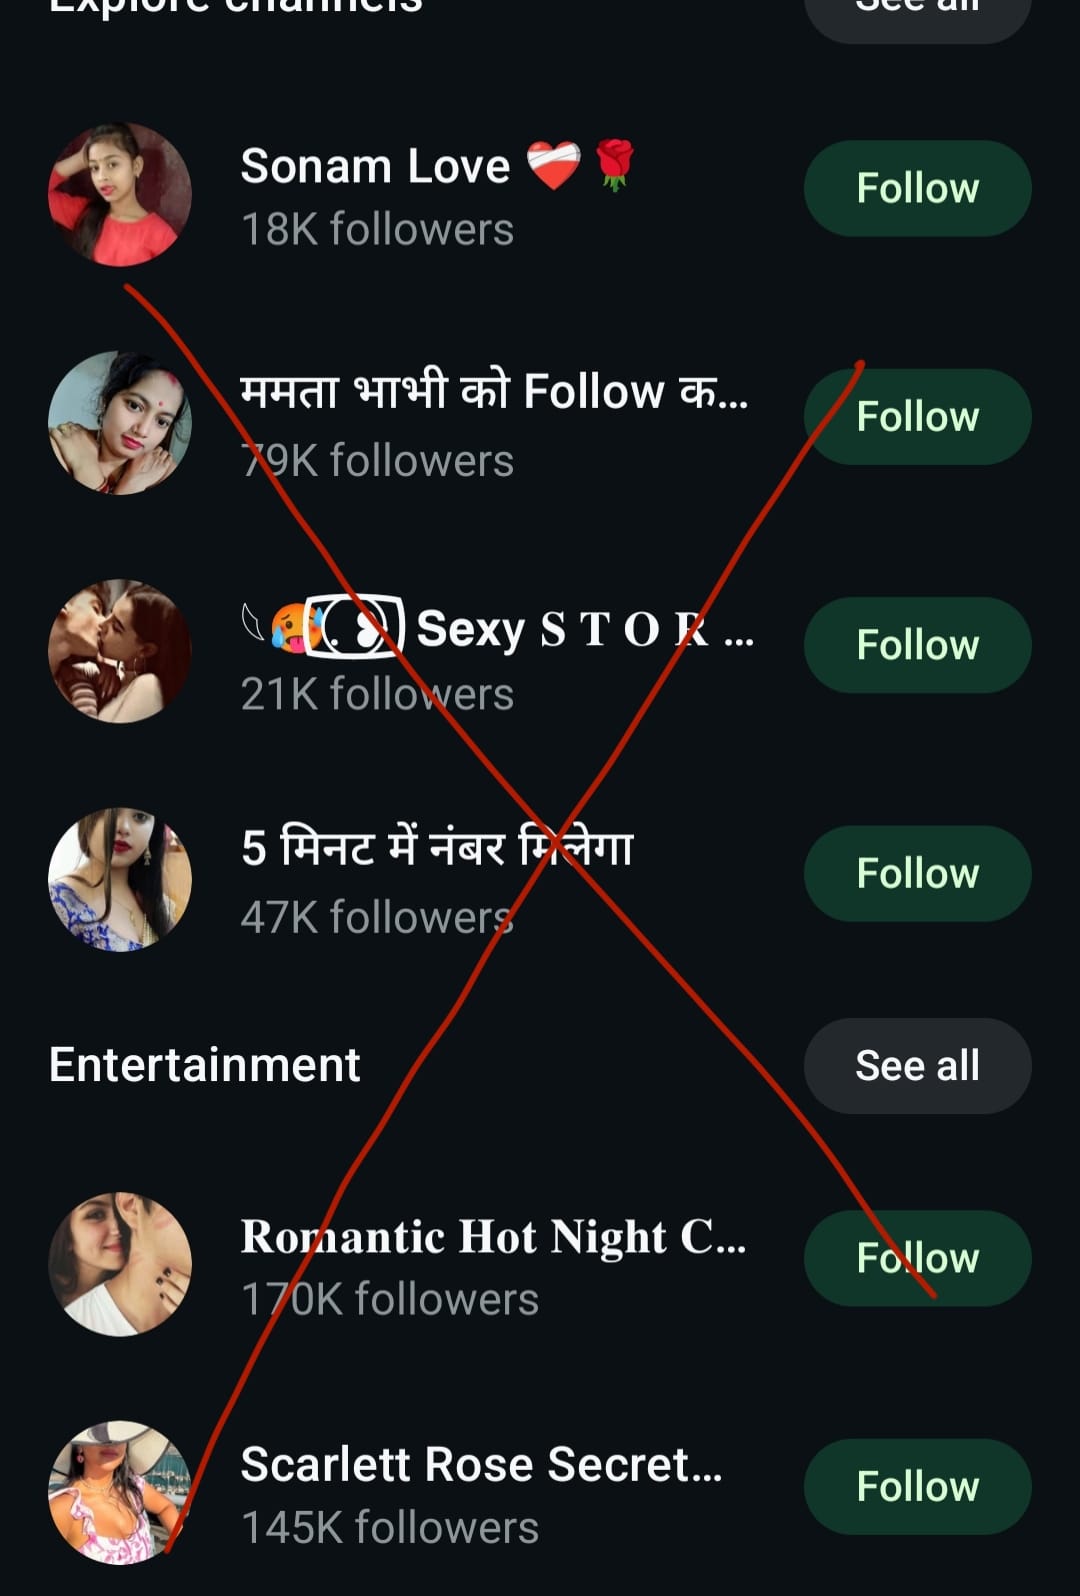 Explore channels
See all
Sonam Love ❤️‍🩹🌹
18K followers
Follow
ममता भाभी को Follow क...
79K followers
Follow
🥵 Sexy S T O R ...
21K followers
Follow
5 मिनट में नंबर मिलेगा
47K followers
Follow
Entertainment
See all
Romantic Hot Night C...
170K followers
Follow
Scarlett Rose Secret...
145K followers
Follow